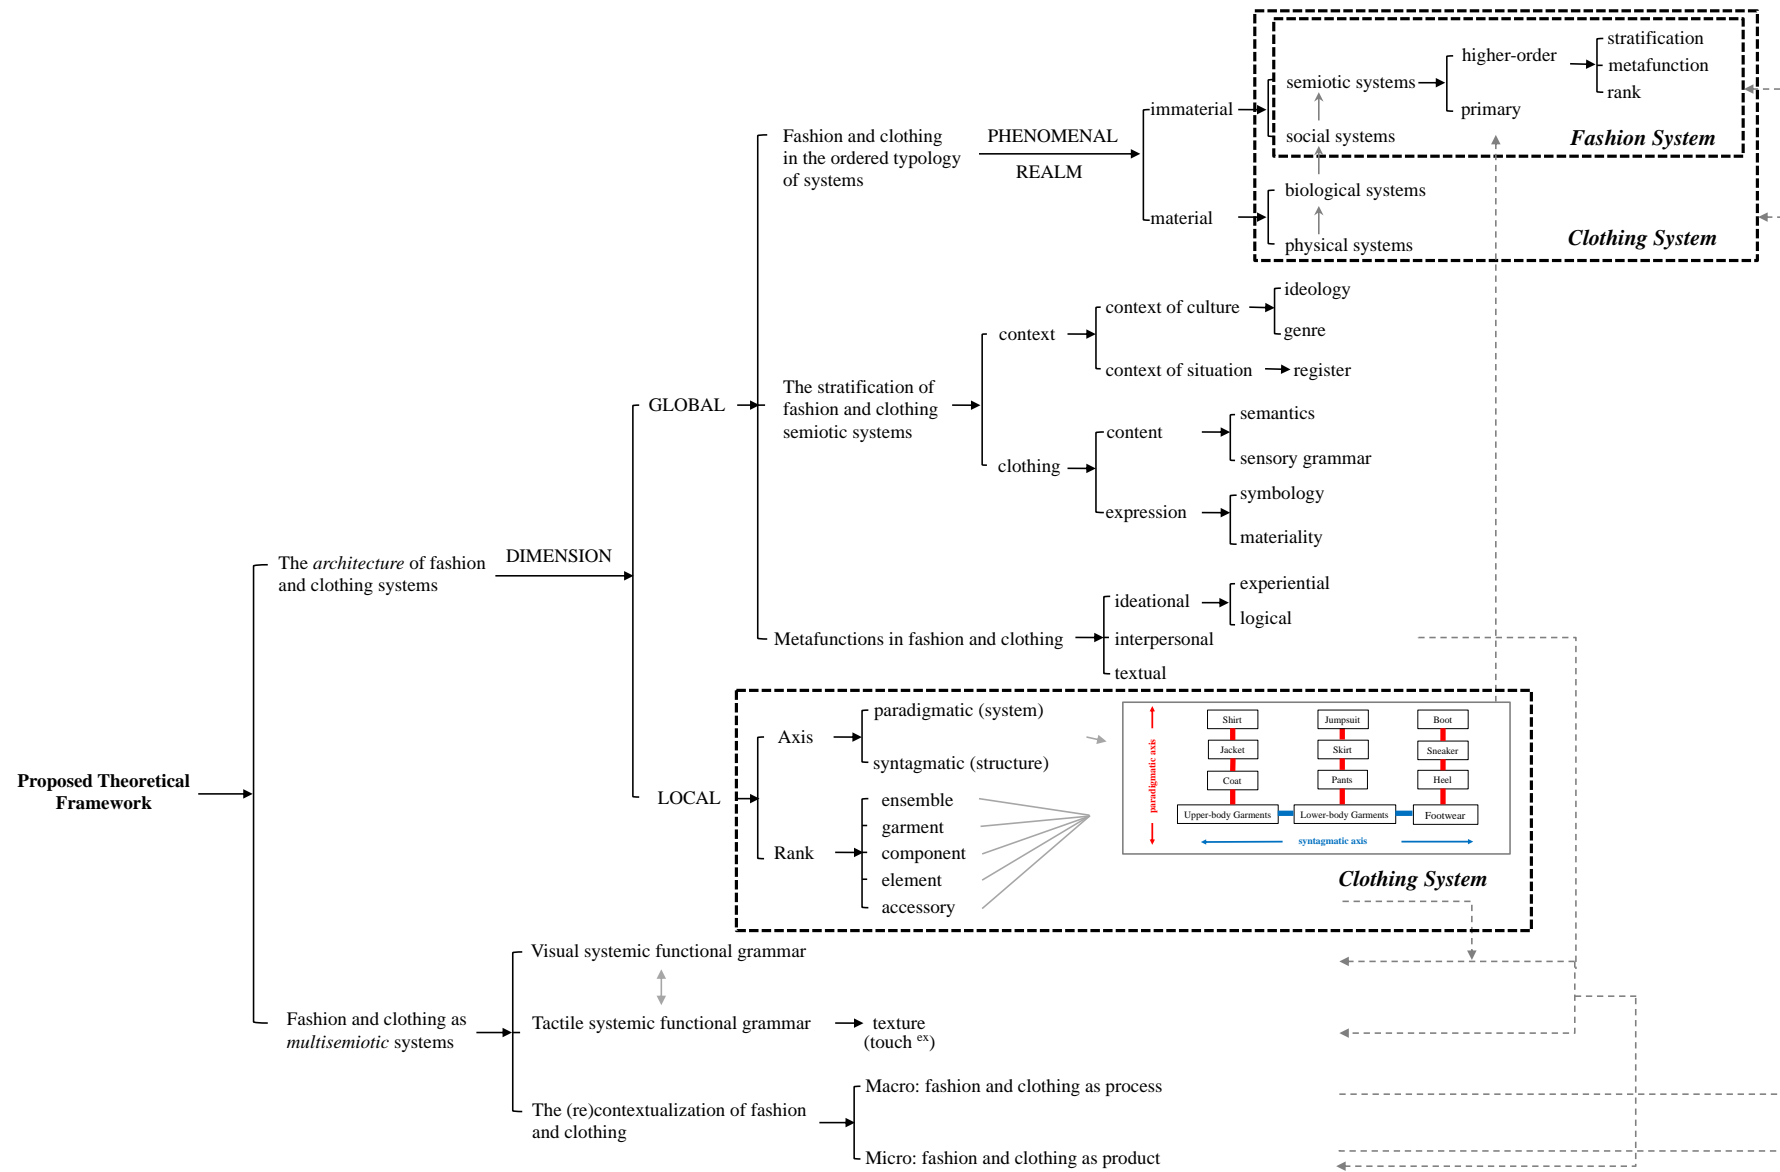 Proposed Theoretical
Framework
The architecture of fashion
and clothing systems
DIMENSION
GLOBAL
Fashion and clothing
in the ordered typology
of systems
PHENOMENAL
REALM
immaterial
semiotic systems
higher-order
stratification
metafunction
rank
primary
social systems
Fashion System
material
biological systems
physical systems
Clothing System
The stratification of
fashion and clothing
semiotic systems
context
context of culture
ideology
genre
context of situation
register
clothing
content
semantics
sensory grammar
expression
symbology
materiality
Metafunctions in fashion and clothing
ideational
experiential
logical
interpersonal
textual
LOCAL
Axis
paradigmatic (system)
syntagmatic (structure)
Rank
ensemble
garment
component
element
accessory
paradigmatic axis
Shirt
Jumpsuit
Boot
Jacket
Skirt
Sneaker
Coat
Pants
Heel
Upper-body Garments
Lower-body Garments
Footwear
syntagmatic axis
Clothing System
Fashion and clothing as
multisemiotic systems
Visual systemic functional grammar
Tactile systemic functional grammar
texture
(touch ex)
The (re)contextualization of fashion
and clothing
Macro: fashion and clothing as process
Micro: fashion and clothing as product